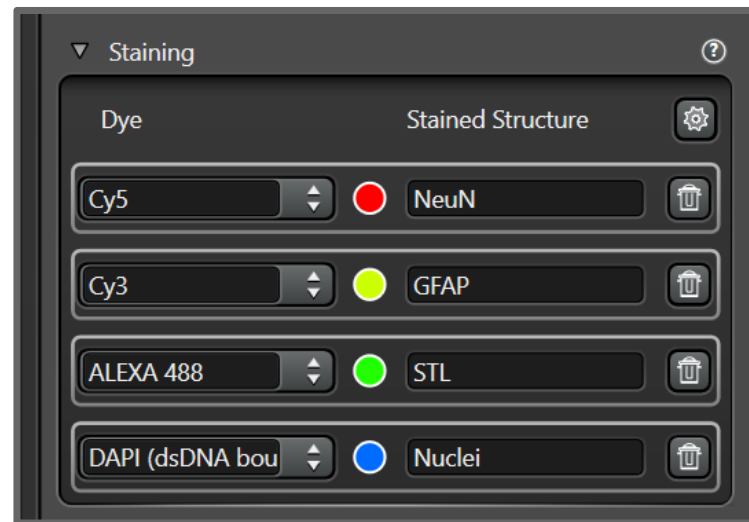 Staining
Dye Stained Structure
Cy5 NeuN
Cy3 GFAP
ALEXA 488 STL
DAPI (dsDNA bou Nuclei